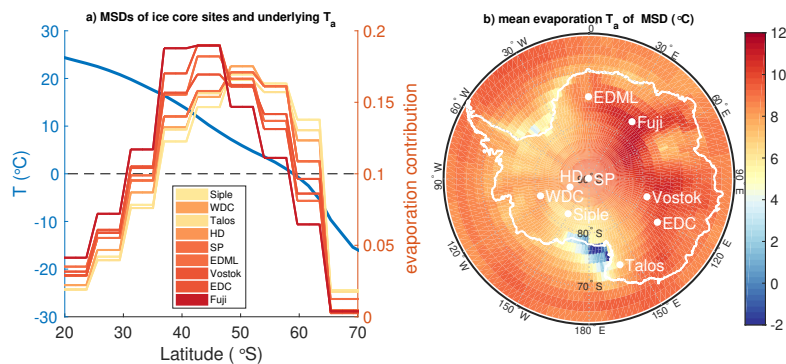 a) MSDs of ice core sites and underlying Ta
b) mean evaporation Ta of MSD (°C)
T (°C)
30
20
10
0
-10
-20
-30
20
30
40
50
60
70
Latitude ( °S)
0.2
0.15
0.1
0.05
0
evaporation contribution
Siple
WDC
Talos
HD
SP
EDML
Vostok
EDC
Fuji
0
30° E
60° E
90° E
120° E
150° E
180° E
150° W
120° W
90° W
60° W
30° W
90° S
80° S
70° S
EDML
Fuji
HD
SP
WDC
Vostok
Siple
EDC
Talos
12
10
8
6
4
2
0
-2